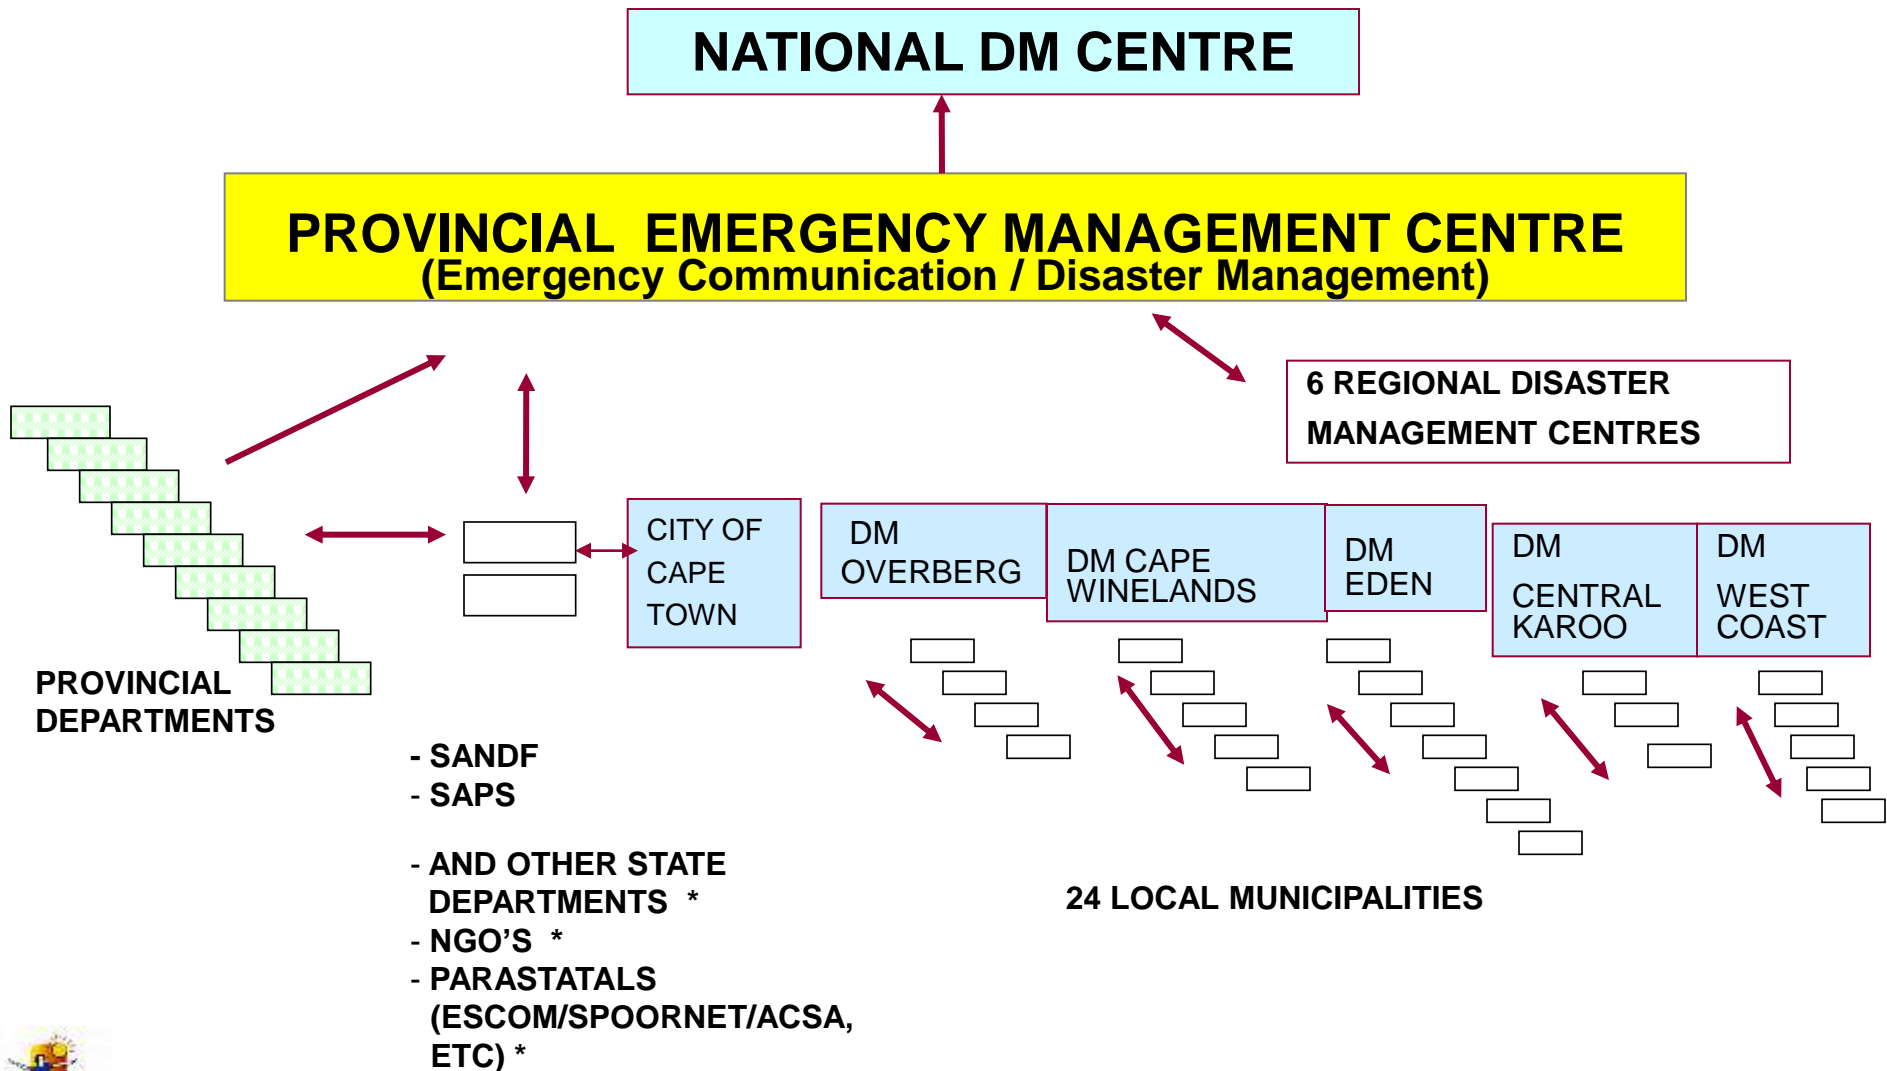 NATIONAL DM CENTRE
PROVINCIAL  EMERGENCY MANAGEMENT CENTRE
(Emergency Communication / Disaster Management)
6 REGIONAL DISASTER
MANAGEMENT CENTRES
CITY OF
CAPE
TOWN
DM
OVERBERG
DM CAPE
WINELANDS
DM
EDEN
DM
CENTRAL
KAROO
DM
WEST
COAST
PROVINCIAL
DEPARTMENTS
- SANDF
- SAPS
- AND OTHER STATE
DEPARTMENTS  *
- NGO’S  *
- PARASTATALS
(ESCOM/SPOORNET/ACSA,
ETC) *
24 LOCAL MUNICIPALITIES